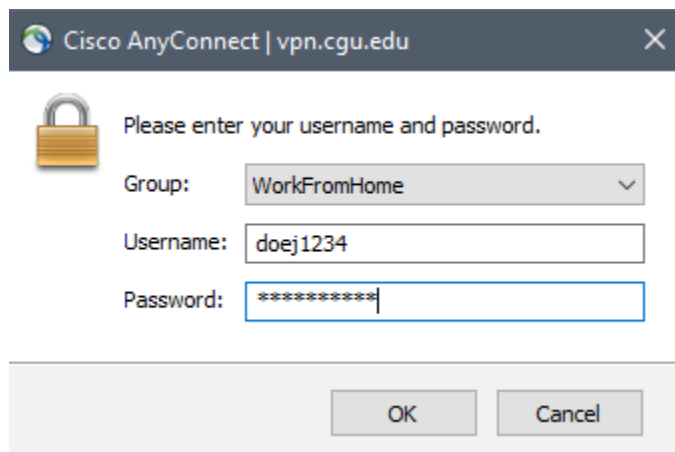 Cisco AnyConnect | vpn.cgu.edu
Please enter your username and password.
Group: WorkFromHome
Username: doej1234
Password: **********
OK Cancel